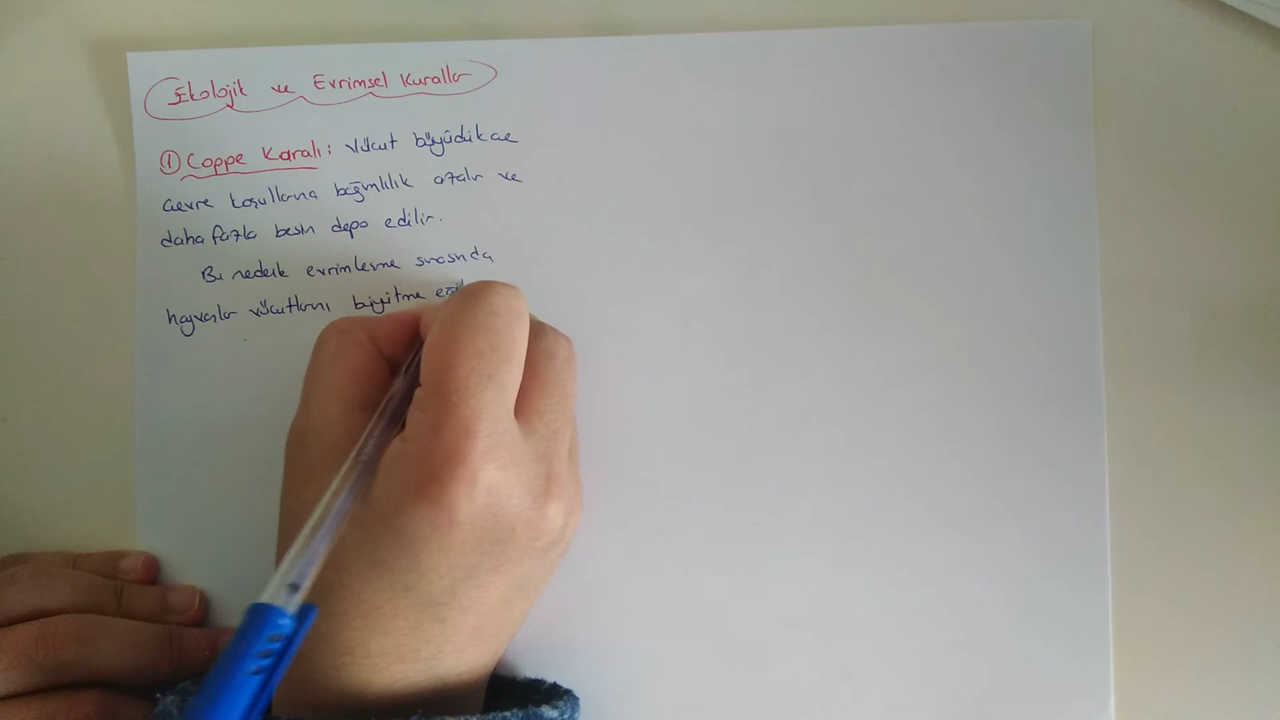 Ekolojik ve Evrimsel Kurallar
① Coppe Kuralı: Vücut büyüdükçe
çevre koşullarına bağımlılık azalır ve
daha fazla besin depo edilir.
Bu nedenle evrimleşme sırasında
hayvanlar vücutlarını büyütme